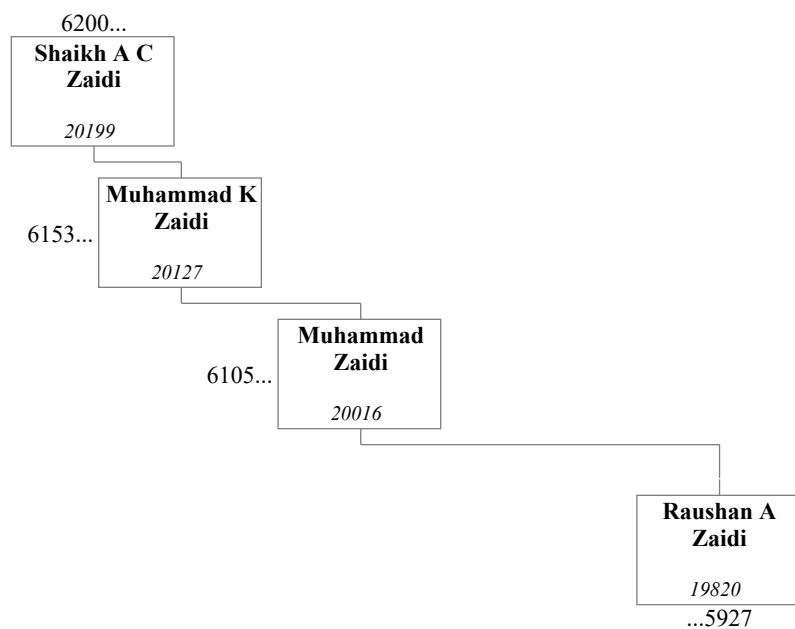 6200...
Shaikh A C
Zaidi
20199
Muhammad K
Zaidi
6153...
20127
Muhammad
Zaidi
6105...
20016
Raushan A
Zaidi
19820
...5927